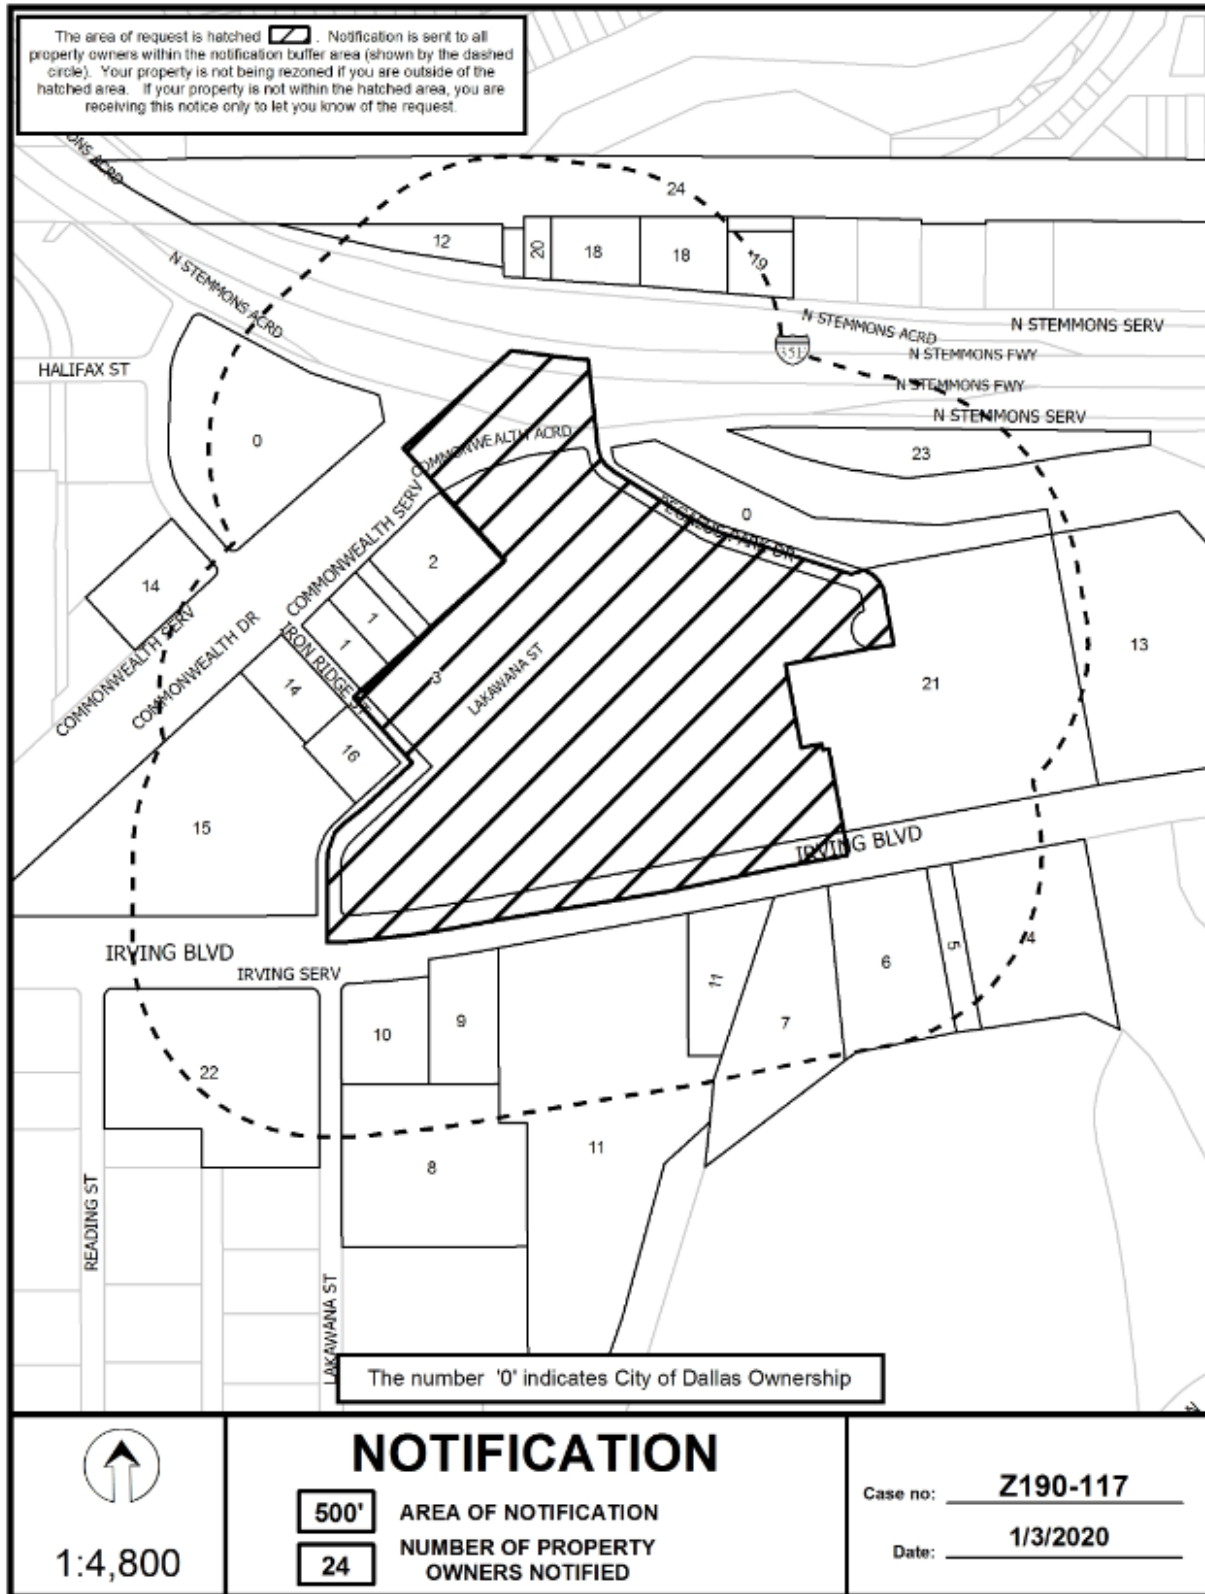 The area of request is hatched . Notification is sent to all
property owners within the notification buffer area (shown by the dashed
circle). Your property is not being rezoned if you are outside of the
hatched area. If your property is not within the hatched area, you are
receiving this notice only to let you know of the request.
ONS ACRD
24
12
20
18
18
19
N STEMMONS ACRD
N STEMMONS ACRD
N STEMMONS SERV
35E
N STEMMONS FWY
HALIFAX ST
N STEMMONS FWY
N STEMMONS SERV
0
COMMONWEALTH ACRD
23
COMMONWEALTH SERV
0
PEGASUS PARK DR
2
14
1
1
IRON RIDGE ST
COMMONWEALTH SERV
COMMONWEALTH DR
3
LAKAWANA ST
13
21
14
16
15
IRVING BLVD
IRVING BLVD
IRVING SERV
4
5
6
11
7
9
10
22
11
8
READING ST
LAKAWANA ST
The number '0' indicates City of Dallas Ownership
1:4,800
NOTIFICATION
500' AREA OF NOTIFICATION
24 NUMBER OF PROPERTY
OWNERS NOTIFIED
Case no: Z190-117
Date: 1/3/2020